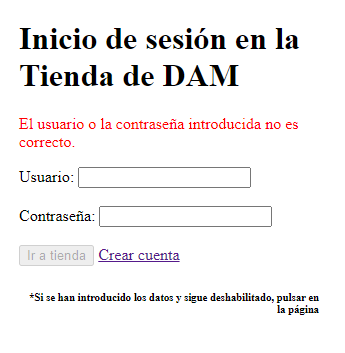 Inicio de sesión en la
Tienda de DAM
El usuario o la contraseña introducida no es
correcto.
Usuario:
Contraseña:
Ir a tienda Crear cuenta
*Si se han introducido los datos y sigue deshabilitado, pulsar en
la página